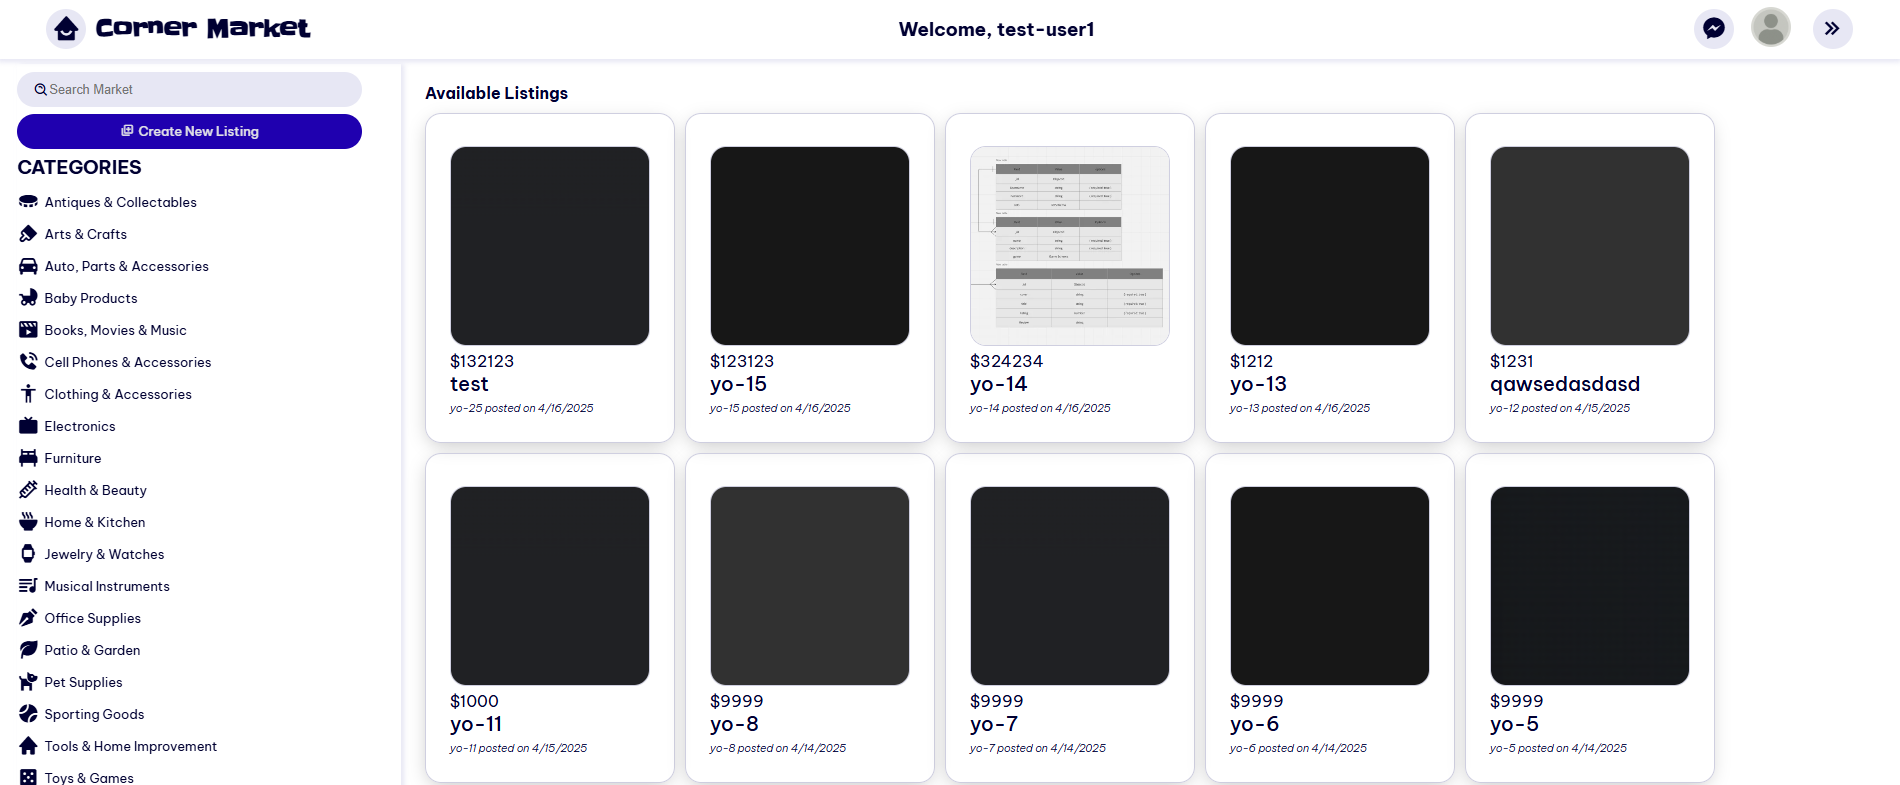 Corner Market
Welcome, test-user1
Search Market
Create New Listing
CATEGORIES
Antiques & Collectables
Arts & Crafts
Auto, Parts & Accessories
Baby Products
Books, Movies & Music
Cell Phones & Accessories
Clothing & Accessories
Electronics
Furniture
Health & Beauty
Home & Kitchen
Jewelry & Watches
Musical Instruments
Office Supplies
Patio & Garden
Pet Supplies
Sporting Goods
Tools & Home Improvement
Toys & Games
Available Listings
$132123
test
yo-25 posted on 4/16/2025
$123123
yo-15
yo-15 posted on 4/16/2025
$324234
yo-14
yo-14 posted on 4/16/2025
$1212
yo-13
yo-13 posted on 4/16/2025
$1231
qawsedasdasd
yo-12 posted on 4/15/2025
$1000
yo-11
yo-11 posted on 4/15/2025
$9999
yo-8
yo-8 posted on 4/14/2025
$9999
yo-7
yo-7 posted on 4/14/2025
$9999
yo-6
yo-6 posted on 4/14/2025
$9999
yo-5
yo-5 posted on 4/14/2025